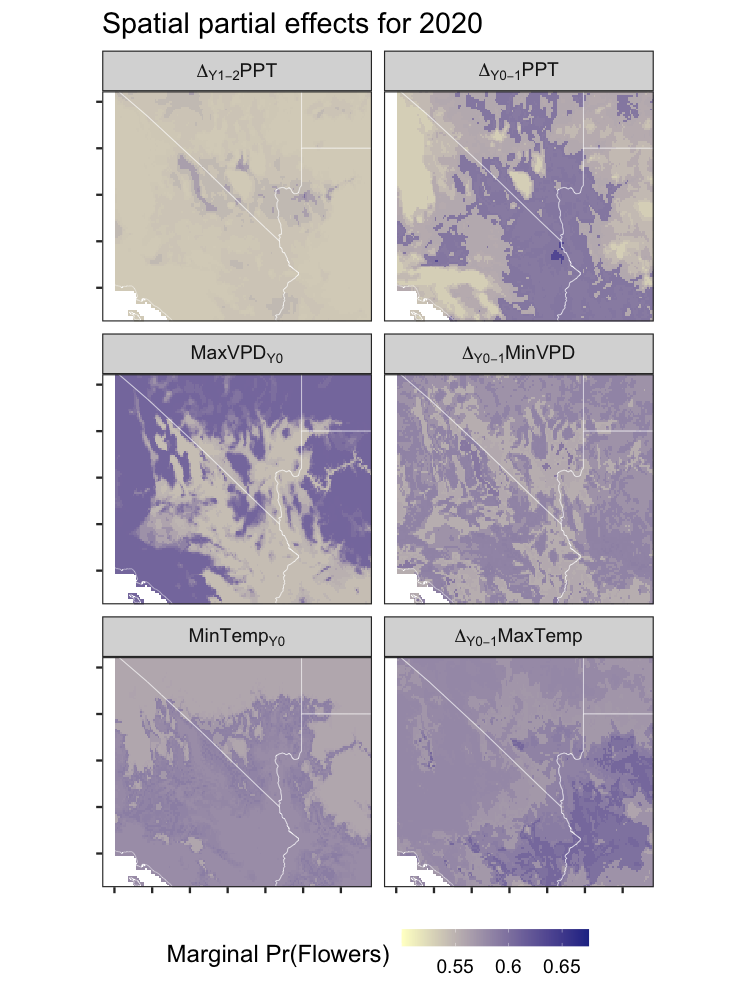 Spatial partial effects for 2020
ΔY1−2PPT ΔY0−1PPT
MaxVPDY0 ΔY0−1MinVPD
MinTempY0 ΔY0−1MaxTemp
Marginal Pr(Flowers)
0.55 0.6 0.65